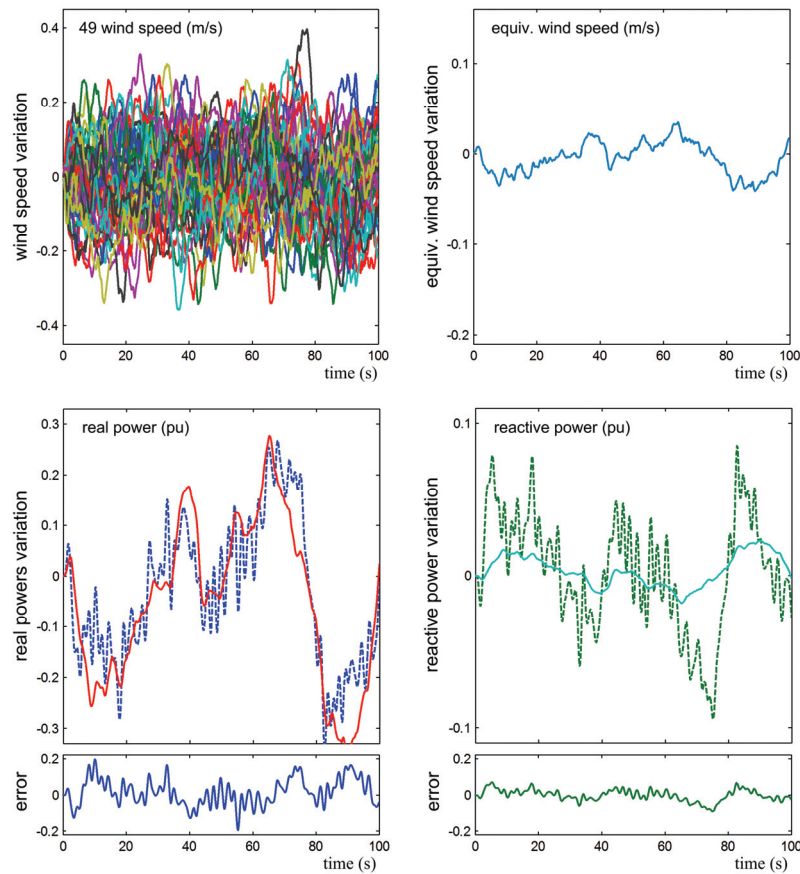 49 wind speed (m/s)
wind speed variation
0.4
0.2
0
-0.2
-0.4
0 20 40 60 80 100
time (s)
equiv. wind speed (m/s)
equiv. wind speed variation
0.1
0
-0.1
-0.2
0 20 40 60 80 100
time (s)
real power (pu)
real powers variation
0.3
0.2
0.1
0
-0.1
-0.2
-0.3
error
0.2
0
-0.2
0 20 40 60 80 100
time (s)
reactive power (pu)
reactive power variation
0.1
0
-0.1
error
0.2
0
-0.2
0 20 40 60 80 100
time (s)